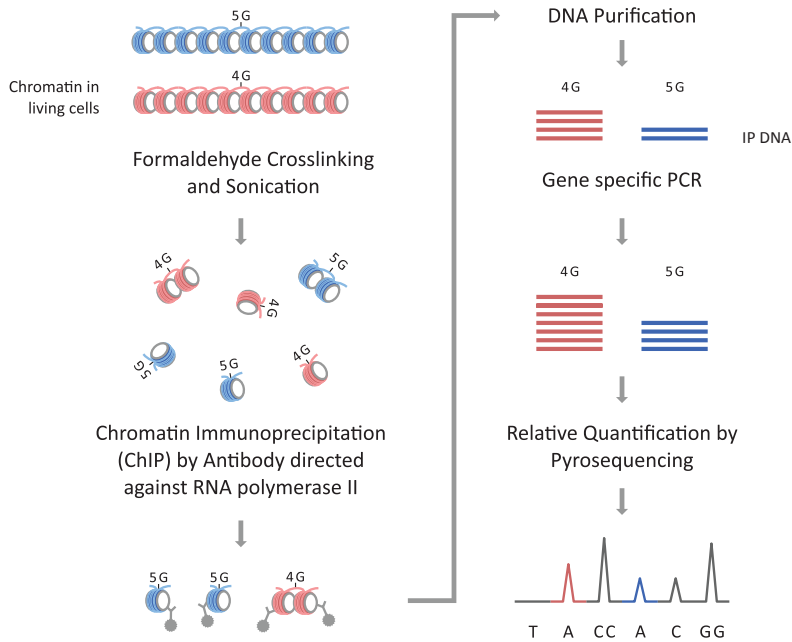 5G
4G
Chromatin in
living cells
Formaldehyde Crosslinking
and Sonication
4G
5G
4G
5G
5G
4G
Chromatin Immunoprecipitation
(ChIP) by Antibody directed
against RNA polymerase II
5G 5G 4G
DNA Purification
4G 5G
IP DNA
Gene specific PCR
4G 5G
Relative Quantification by
Pyrosequencing
T A CC A C GG